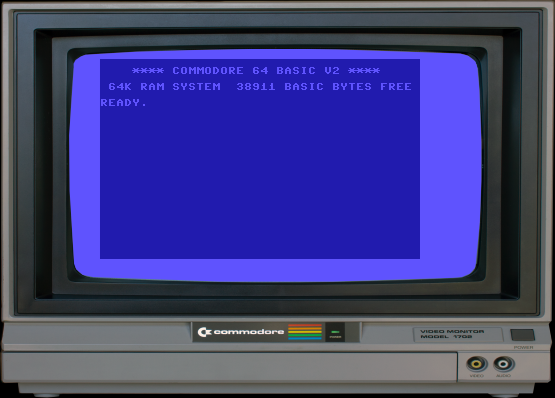 **** COMMODORE 64 BASIC V2 ****
64K RAM SYSTEM  38911 BASIC BYTES FREE
READY.
commodore
VIDEO MONITOR
MODEL 1702
POWER
VIDEO AUDIO